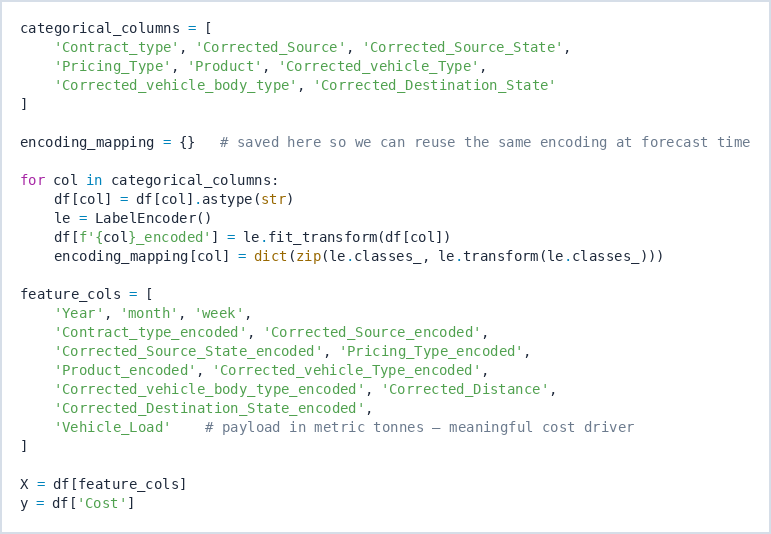 categorical_columns = [
    'Contract_type', 'Corrected_Source', 'Corrected_Source_State',
    'Pricing_Type', 'Product', 'Corrected_vehicle_Type',
    'Corrected_vehicle_body_type', 'Corrected_Destination_State'
]

encoding_mapping = {}   # saved here so we can reuse the same encoding at forecast time

for col in categorical_columns:
    df[col] = df[col].astype(str)
    le = LabelEncoder()
    df[f'{col}_encoded'] = le.fit_transform(df[col])
    encoding_mapping[col] = dict(zip(le.classes_, le.transform(le.classes_)))

feature_cols = [
    'Year', 'month', 'week',
    'Contract_type_encoded', 'Corrected_Source_encoded',
    'Corrected_Source_State_encoded', 'Pricing_Type_encoded',
    'Product_encoded', 'Corrected_vehicle_Type_encoded',
    'Corrected_vehicle_body_type_encoded', 'Corrected_Distance',
    'Corrected_Destination_State_encoded',
    'Vehicle_Load'    # payload in metric tonnes — meaningful cost driver
]

X = df[feature_cols]
y = df['Cost']